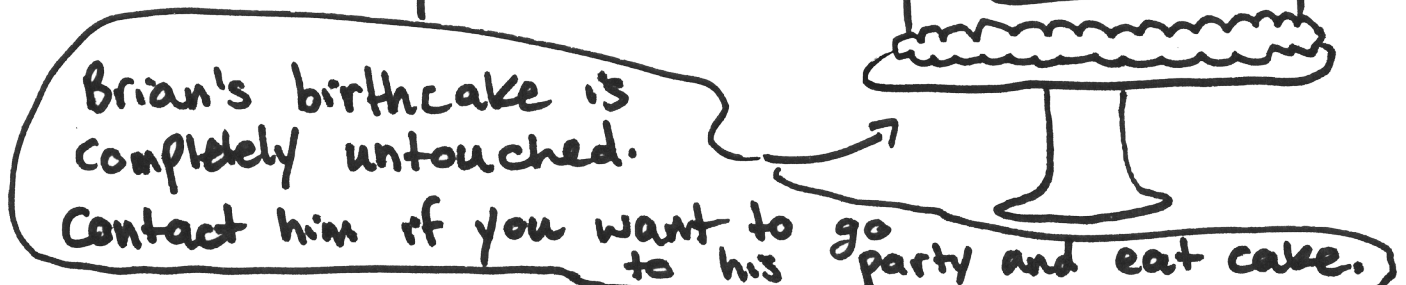 Brian's birthcake is
completely untouched.
Contact him if you want to go
to his party and eat cake.